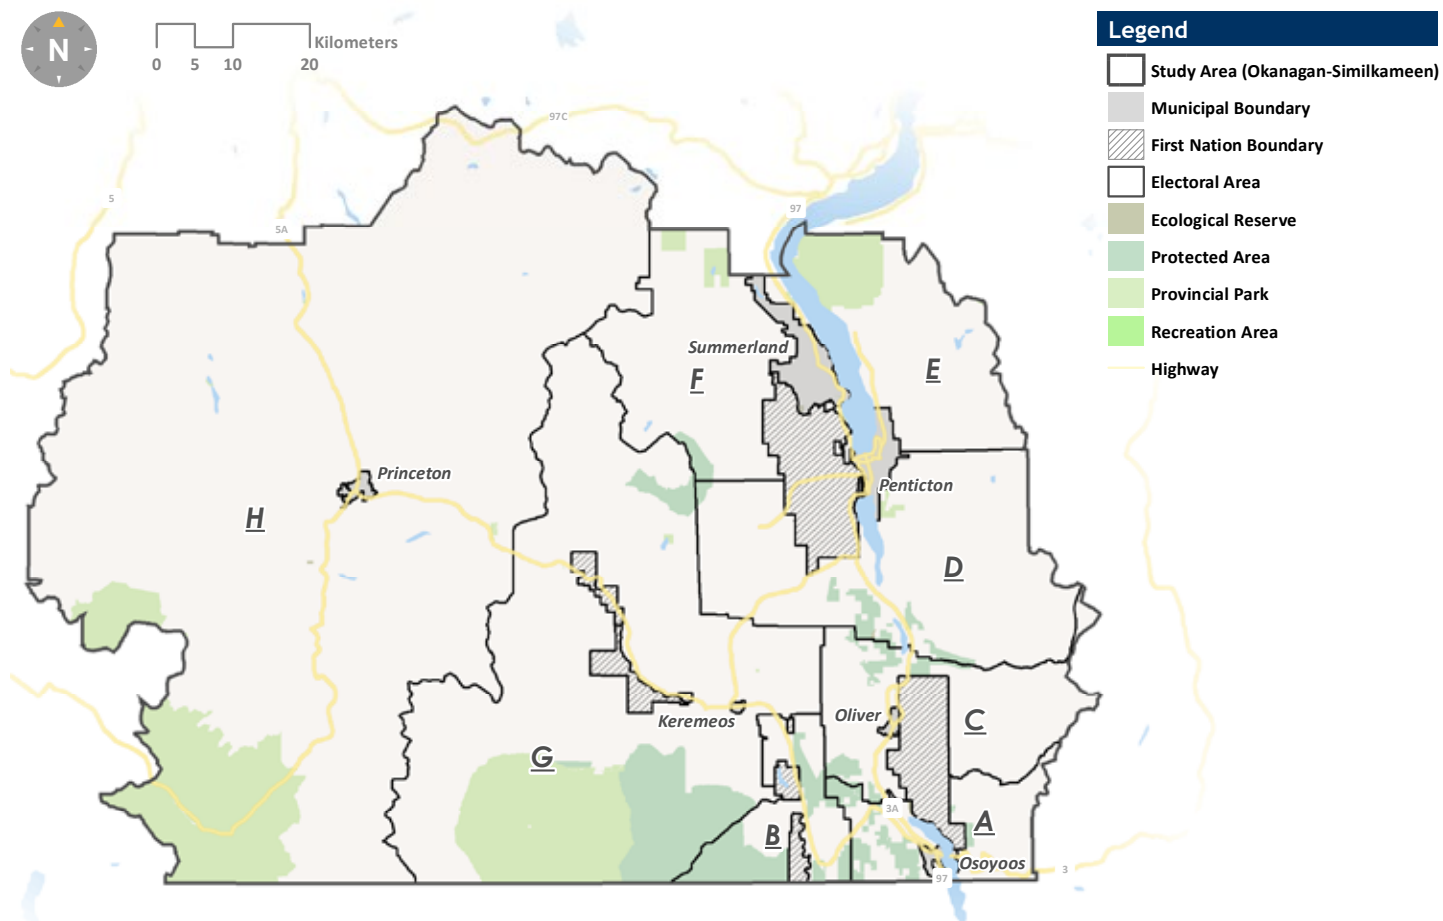 N
Kilometers
0 5 10 20
Legend
Study Area (Okanagan-Similkameen)
Municipal Boundary
First Nation Boundary
Electoral Area
Ecological Reserve
Protected Area
Provincial Park
Recreation Area
Highway
97C
5
5A
97
Summerland
F
E
Princeton
Penticton
H
D
Keremeos
Oliver
C
G
3A
B
A
Osoyoos
3
97